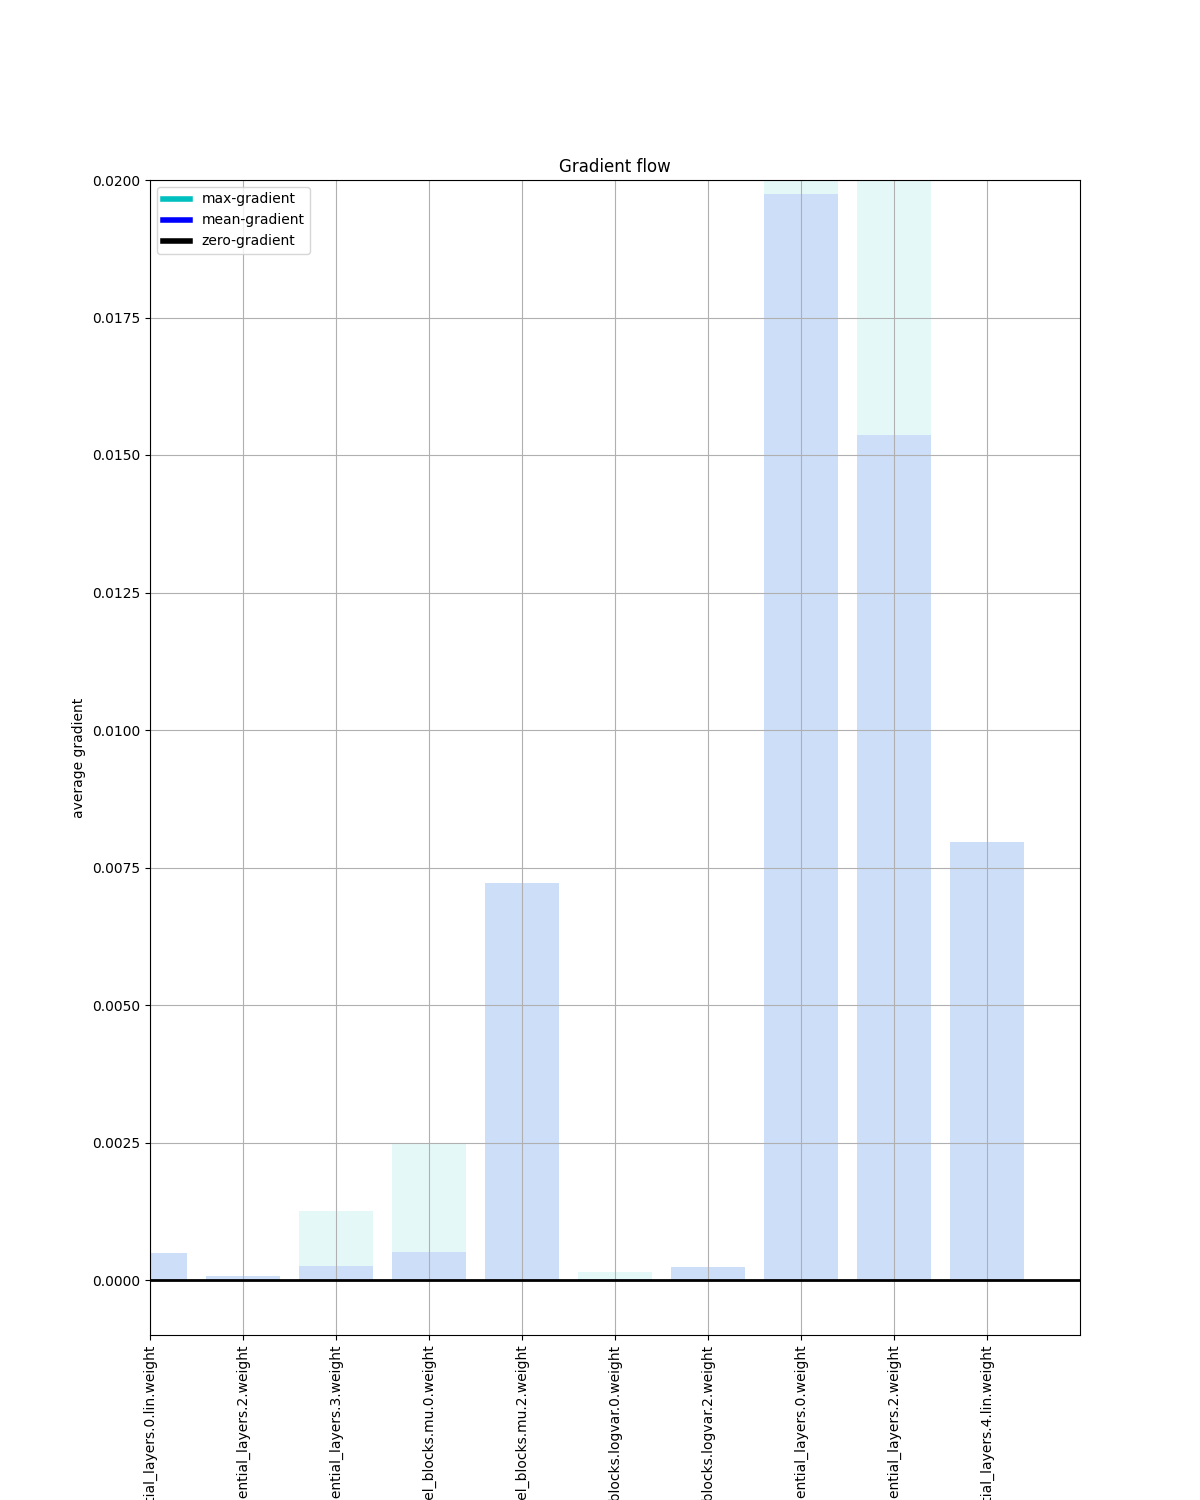 Gradient flow
max-gradient
mean-gradient
zero-gradient
0.0200
0.0175
0.0150
0.0125
0.0100
0.0075
0.0050
0.0025
0.0000
average gradient
tial_layers.0.lin.weight
ential_layers.2.weight
ential_layers.3.weight
el_blocks.mu.0.weight
el_blocks.mu.2.weight
blocks.logvar.0.weight
blocks.logvar.2.weight
ential_layers.0.weight
ential_layers.2.weight
tial_layers.4.lin.weight